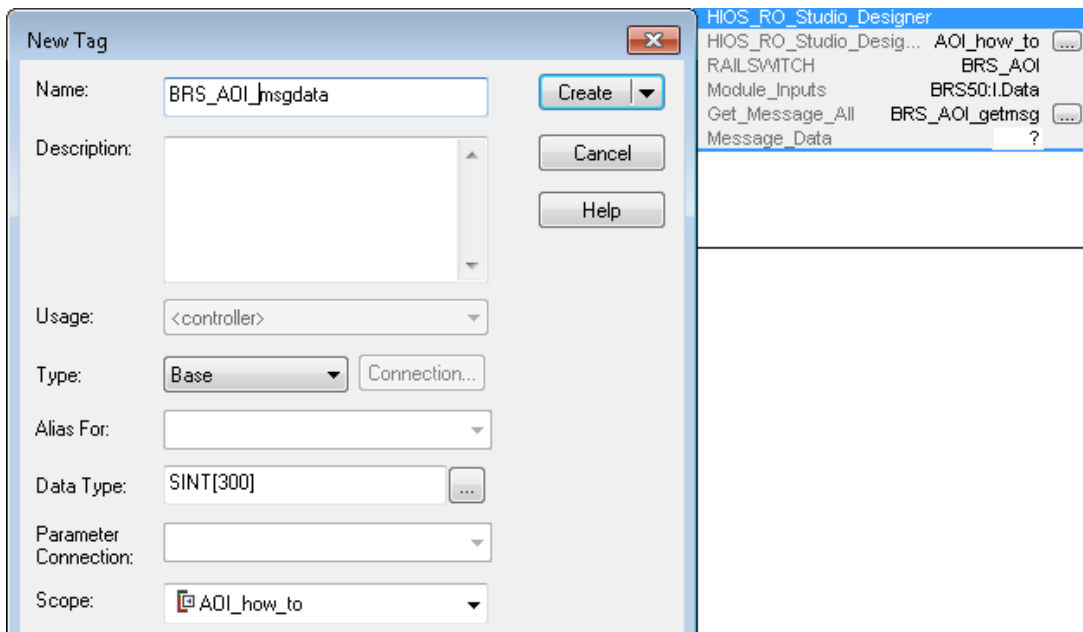 New Tag
Name:
BRS_AOI_msgdata
Create
Description:
Cancel
Help
Usage:
<controller>
Type:
Base
Connection...
Alias For:
Data Type:
SINT[300]
...
Parameter
Connection:
Scope:
AOI_how_to
HIOS_RO_Studio_Designer
HIOS_RO_Studio_Desig... AOI_how_to ...
RAILSWITCH BRS_AOI
Module_Inputs BRS50:I.Data
Get_Message_All BRS_AOI_getmsg ...
Message_Data ?